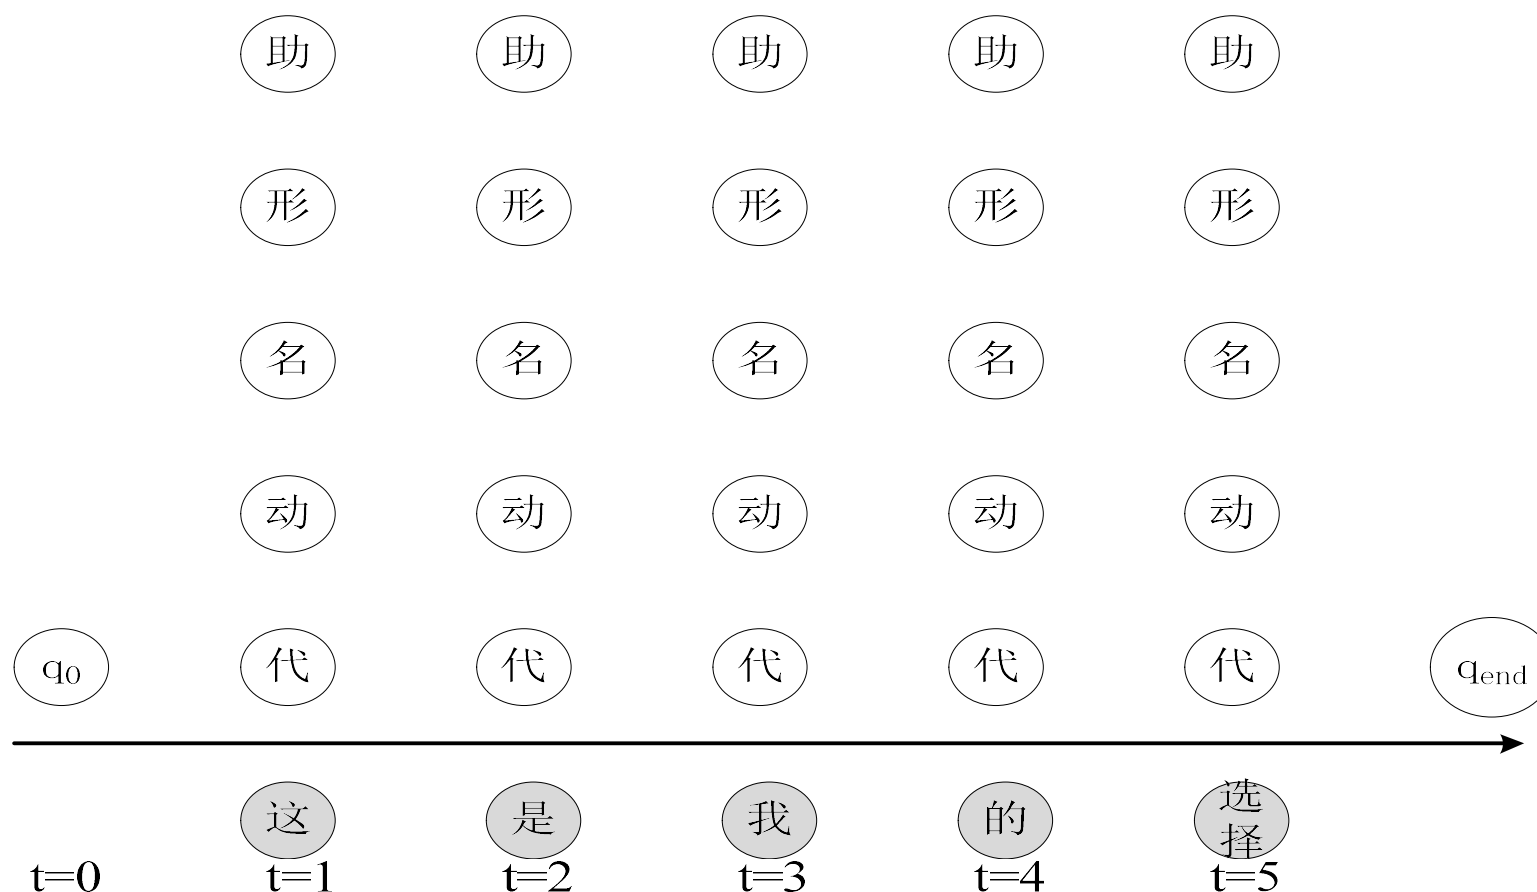 助 助 助 助 助
形 形 形 形 形
名 名 名 名 名
动 动 动 动 动
q0 代 代 代 代 代 qend
这 是 我 的 选择
t=0 t=1 t=2 t=3 t=4 t=5